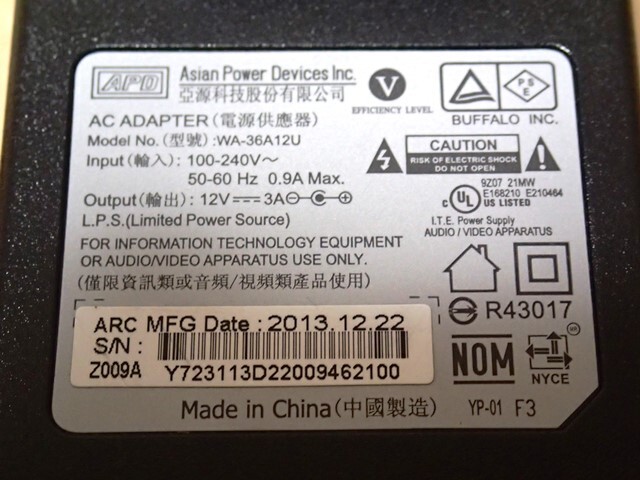 APD Asian Power Devices Inc.
亞源科技股份有限公司
V
EFFICIENCY LEVEL
PS
E
BUFFALO INC.
AC ADAPTER (電源供應器)
Model No. (型號) :WA-36A12U
Input (輸入) : 100-240V~
50-60 Hz 0.9A Max.
Output(輸出): 12V⎓3A
L.P.S.(Limited Power Source)
CAUTION
RISK OF ELECTRIC SHOCK
DO NOT OPEN
c UL us
9Z07 21MW
E168210 E210464
LISTED
I.T.E. Power Supply
AUDIO / VIDEO APPARATUS
FOR INFORMATION TECHNOLOGY EQUIPMENT
OR AUDIO/VIDEO APPARATUS USE ONLY.
(僅限資訊類或音頻/視頻類產品使用)
R43017
ARC MFG Date : 2013.12.22
S/N :
Z009A Y723113D22009462100
NOM
NYCE
Made in China(中國製造) YP-01 F3